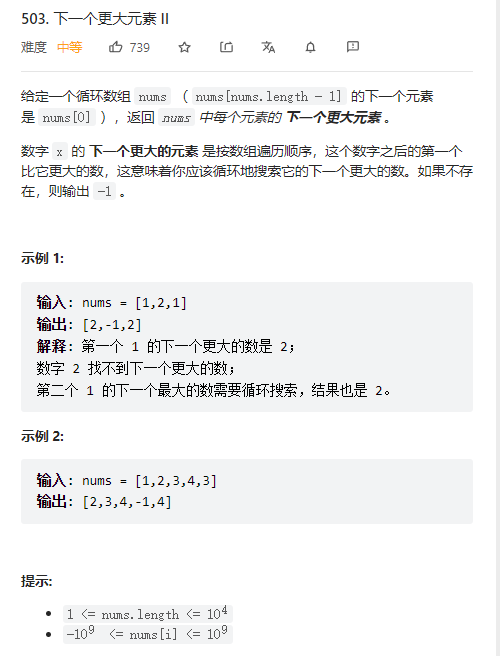 503. 下一个更大元素 II
难度 中等 739
给定一个循环数组 nums （ nums[nums.length - 1] 的下一个元素
是 nums[0] ），返回 nums 中每个元素的 下一个更大元素 。
数字 x 的 下一个更大的元素 是按数组遍历顺序，这个数字之后的第一个
比它更大的数，这意味着你应该循环地搜索它的下一个更大的数。如果不存
在，则输出 -1 。
示例 1:
输入: nums = [1,2,1]
输出: [2,-1,2]
解释: 第一个 1 的下一个更大的数是 2；
数字 2 找不到下一个更大的数；
第二个 1 的下一个最大的数需要循环搜索，结果也是 2。
示例 2:
输入: nums = [1,2,3,4,3]
输出: [2,3,4,-1,4]
提示:
• 1 <= nums.length <= 10⁴
• -10⁹ <= nums[i] <= 10⁹